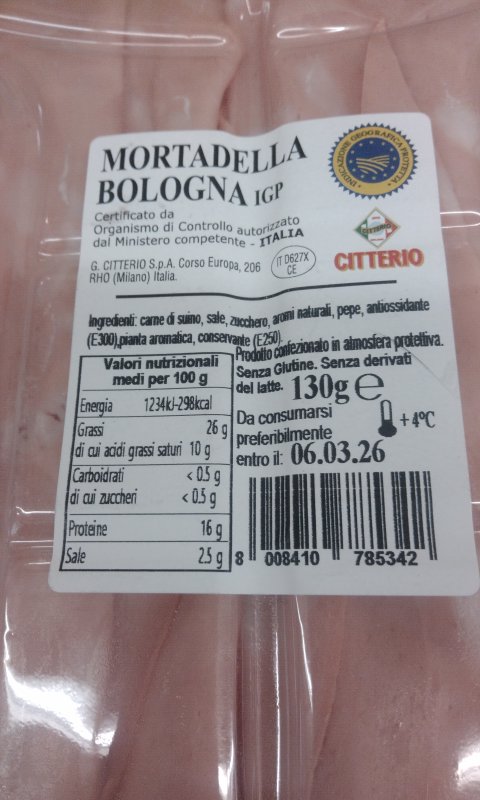 MORTADELLA
BOLOGNA IGP
INDICAZIONE GEOGRAFICA PROTETTA
Certificato da
Organismo di Controllo autorizzato
dal Ministero competente - ITALIA
G. CITTERIO S.p.A. Corso Europa, 206
RHO (Milano) Italia.
IT D627X
CE
CITTERIO
CITTERIO
Ingredienti: carne di suino, sale, zucchero, aromi naturali, pepe, antiossidante
(E300),pianta aromatica, conservante (E250).
Prodotto confezionato in atmosfera protettiva.
Senza Glutine. Senza derivati
del latte. 130g e
Da consumarsi
preferibilmente
entro il: 06.03.26
+4°C
Valori nutrizionali
medi per 100 g
Energia 1234kJ-298kcal
Grassi 26 g
di cui acidi grassi saturi 10 g
Carboidrati < 0.5 g
di cui zuccheri < 0.5 g
Proteine 16 g
Sale 2.5 g
8 008410 785342